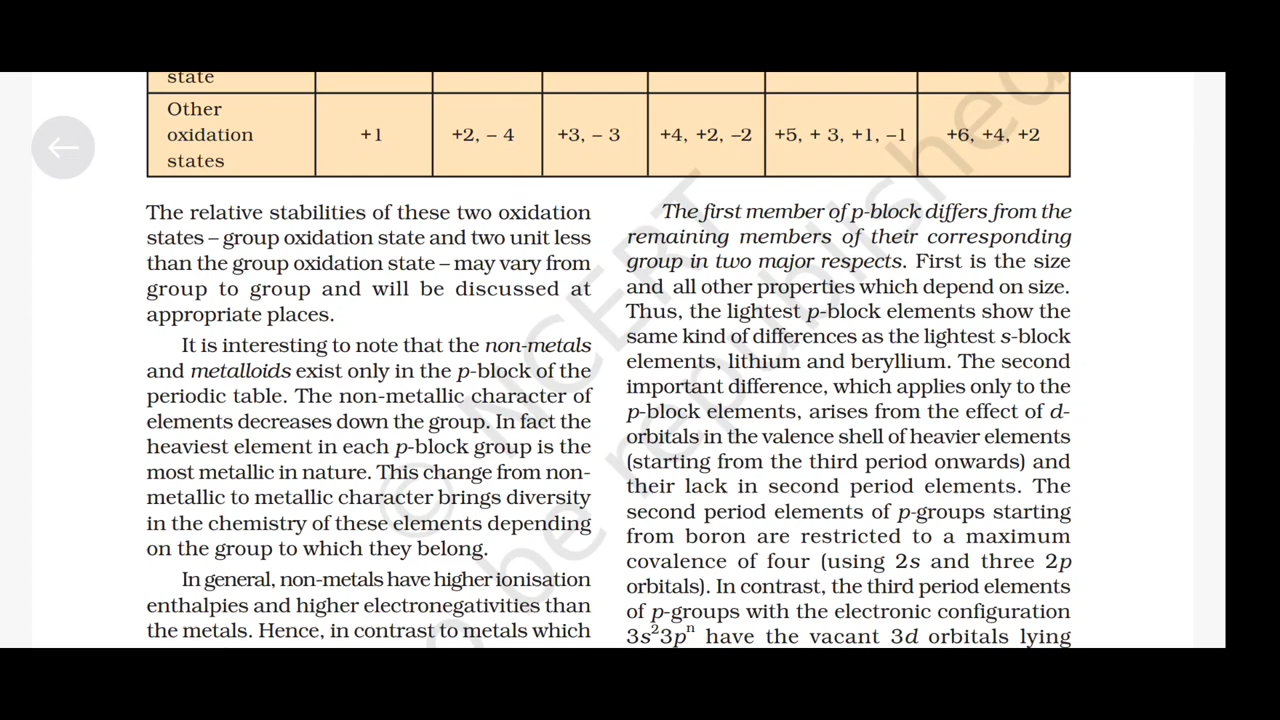 state
Other
oxidation
states
+1
+2, – 4
+3, – 3
+4, +2, –2
+5, + 3, +1, –1
+6, +4, +2
The relative stabilities of these two oxidation
states – group oxidation state and two unit less
than the group oxidation state – may vary from
group to group and will be discussed at
appropriate places.
It is interesting to note that the non-metals
and metalloids exist only in the p-block of the
periodic table. The non-metallic character of
elements decreases down the group. In fact the
heaviest element in each p-block group is the
most metallic in nature. This change from non-
metallic to metallic character brings diversity
in the chemistry of these elements depending
on the group to which they belong.
In general, non-metals have higher ionisation
enthalpies and higher electronegativities than
the metals. Hence, in contrast to metals which
The first member of p-block differs from the
remaining members of their corresponding
group in two major respects. First is the size
and all other properties which depend on size.
Thus, the lightest p-block elements show the
same kind of differences as the lightest s-block
elements, lithium and beryllium. The second
important difference, which applies only to the
p-block elements, arises from the effect of d-
orbitals in the valence shell of heavier elements
(starting from the third period onwards) and
their lack in second period elements. The
second period elements of p-groups starting
from boron are restricted to a maximum
covalence of four (using 2s and three 2p
orbitals). In contrast, the third period elements
of p-groups with the electronic configuration
3s²3pⁿ have the vacant 3d orbitals lying
© NCERT
be republished